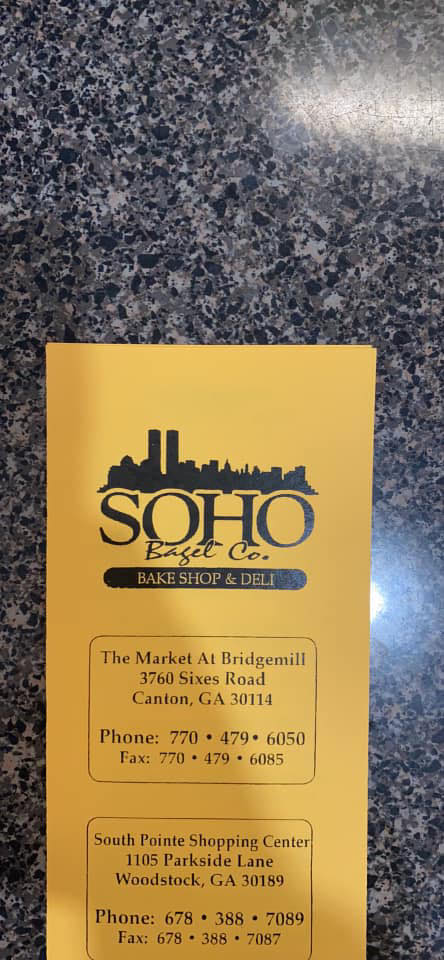 SOHO
Bagel Co.
BAKE SHOP & DELI
The Market At Bridgemill
3760 Sixes Road
Canton, GA 30114
Phone: 770 • 479 • 6050
Fax: 770 • 479 • 6085
South Pointe Shopping Center
1105 Parkside Lane
Woodstock, GA 30189
Phone: 678 • 388 • 7089
Fax: 678 • 388 • 7087